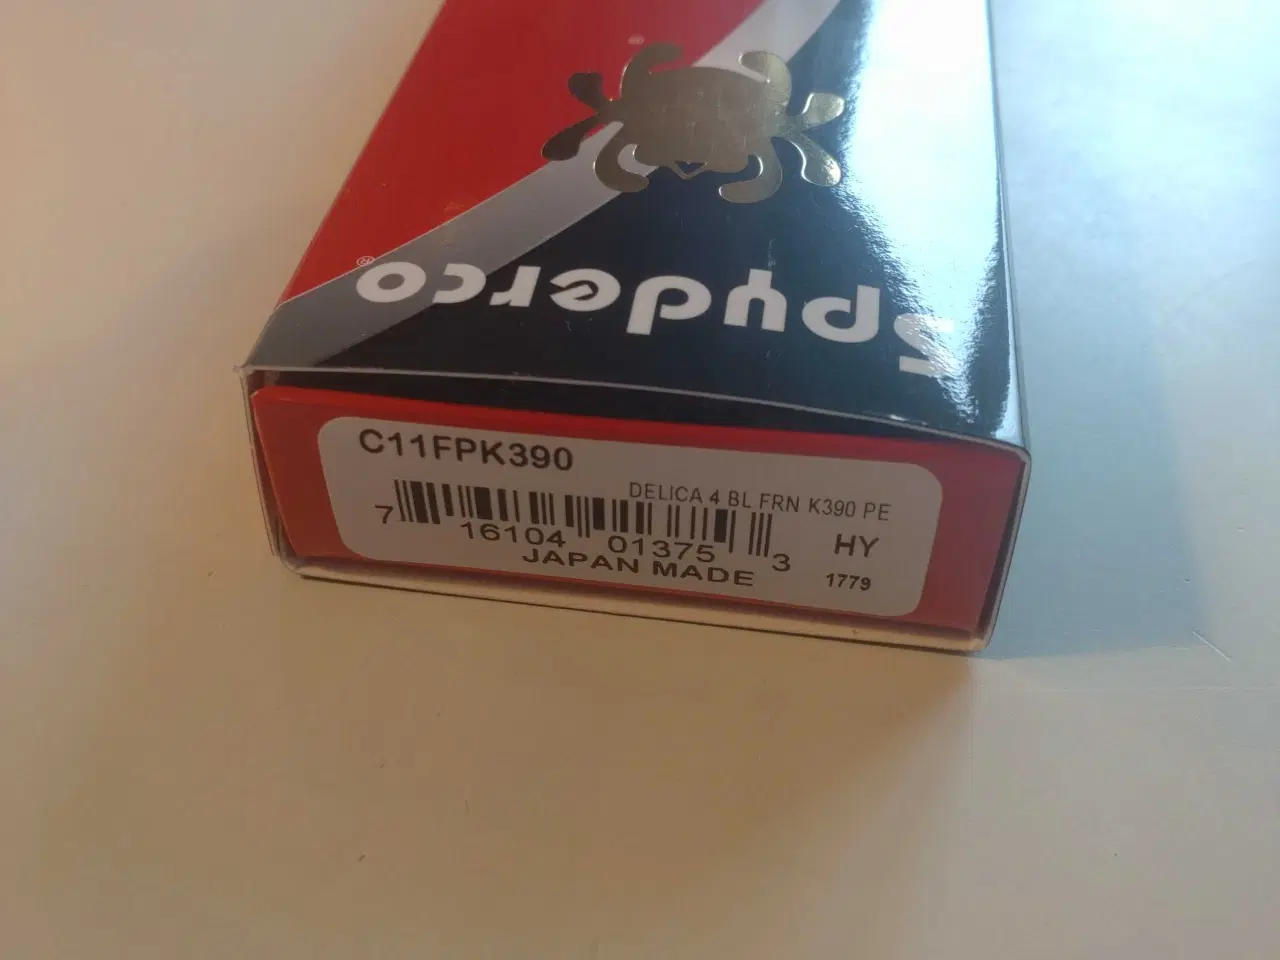 Spyderco®
C11FPK390
DELICA 4 BL FRN K390 PE
7 16104 01375 3
HY
JAPAN MADE
1779